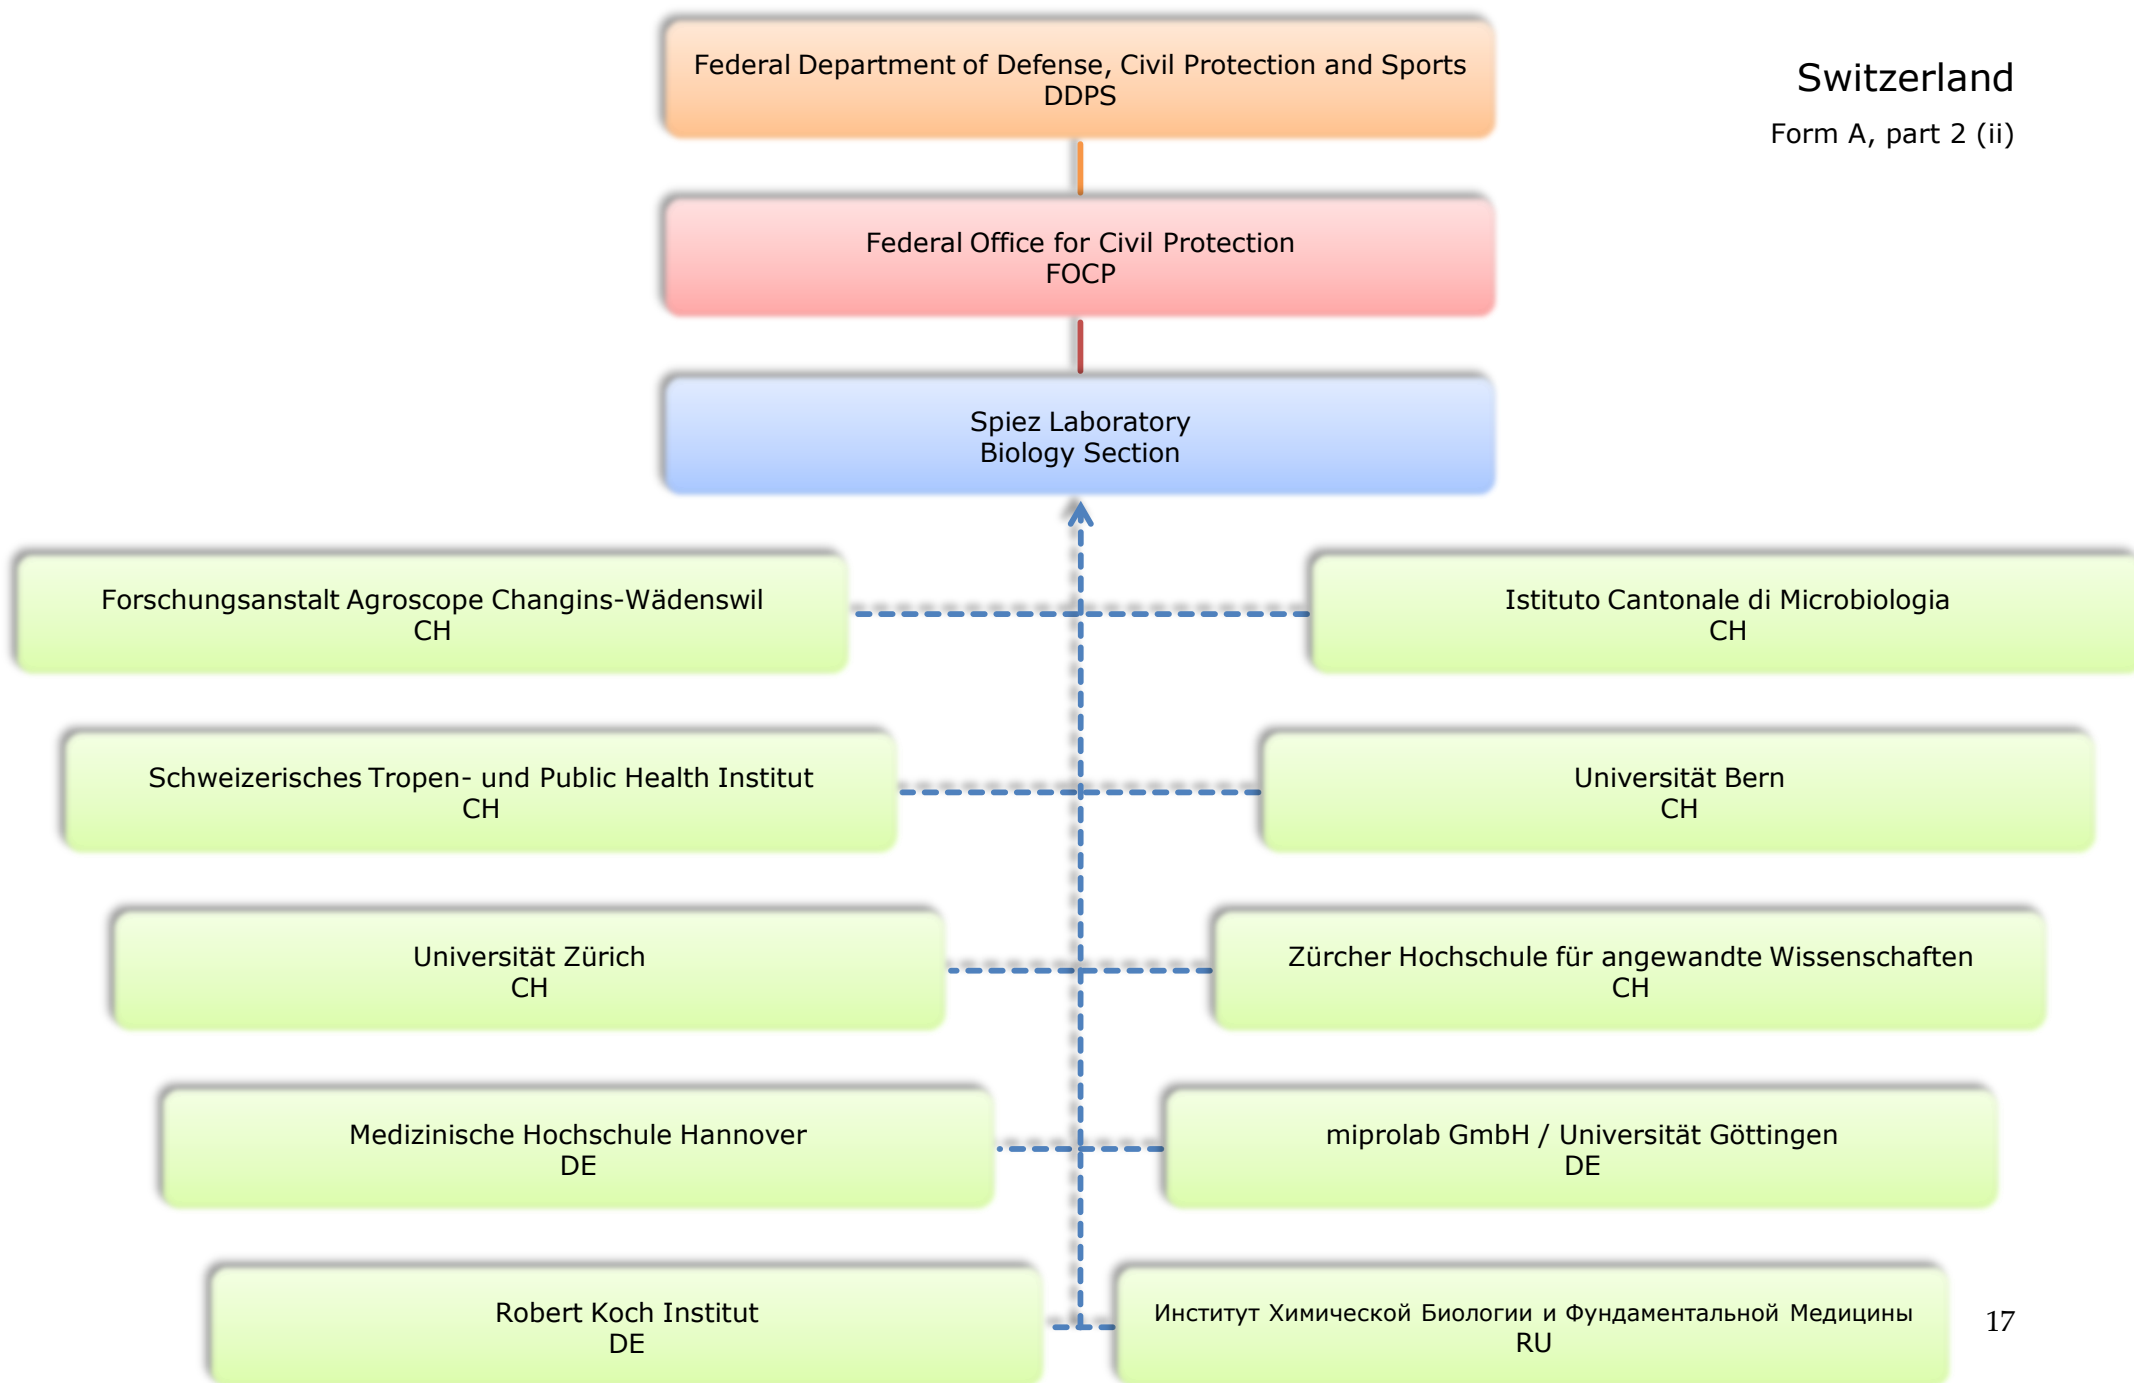 Federal Department of Defense, Civil Protection and Sports
DDPS
Switzerland
Form A, part 2 (ii)
Federal Office for Civil Protection
FOCP
Spiez Laboratory
Biology Section
Forschungsanstalt Agroscope Changins-Wädenswil
CH
Istituto Cantonale di Microbiologia
CH
Schweizerisches Tropen- und Public Health Institut
CH
Universität Bern
CH
Universität Zürich
CH
Zürcher Hochschule für angewandte Wissenschaften
CH
Medizinische Hochschule Hannover
DE
miprolab GmbH / Universität Göttingen
DE
Robert Koch Institut
DE
Институт Химической Биологии и Фундаментальной Медицины
RU
17